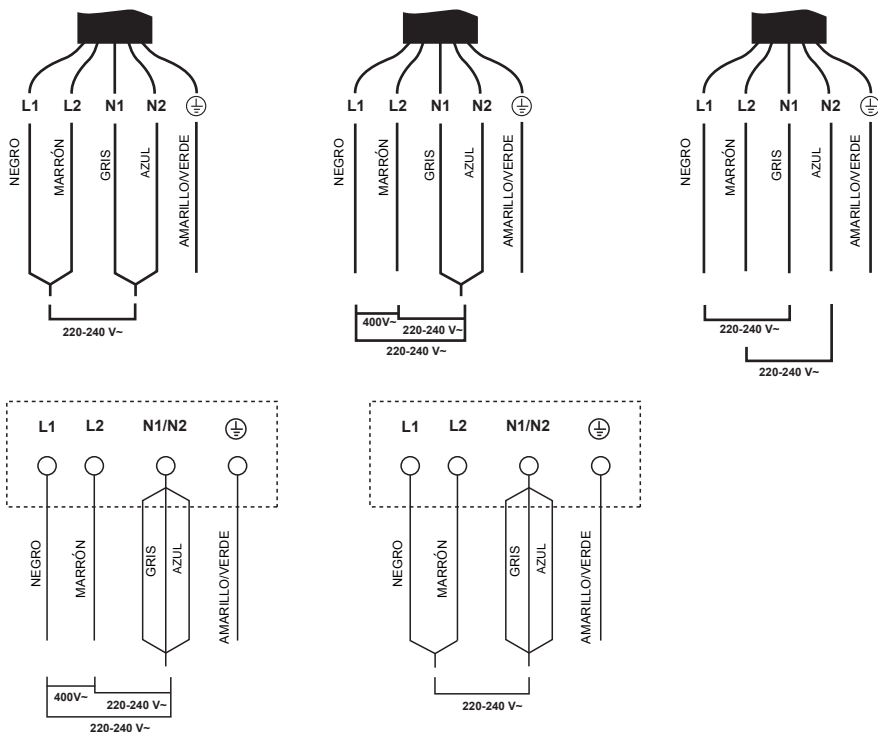 L1 L2 N1 N2
NEGRO
MARRÓN
GRIS
AZUL
AMARILLO/VERDE
220-240 V~
L1 L2 N1 N2
NEGRO
MARRÓN
GRIS
AZUL
AMARILLO/VERDE
400V~
220-240 V~
220-240 V~
L1 L2 N1 N2
NEGRO
MARRÓN
GRIS
AZUL
AMARILLO/VERDE
220-240 V~
220-240 V~
L1 L2 N1/N2
NEGRO
MARRÓN
GRIS
AZUL
AMARILLO/VERDE
400V~
220-240 V~
220-240 V~
L1 L2 N1/N2
NEGRO
MARRÓN
GRIS
AZUL
AMARILLO/VERDE
220-240 V~